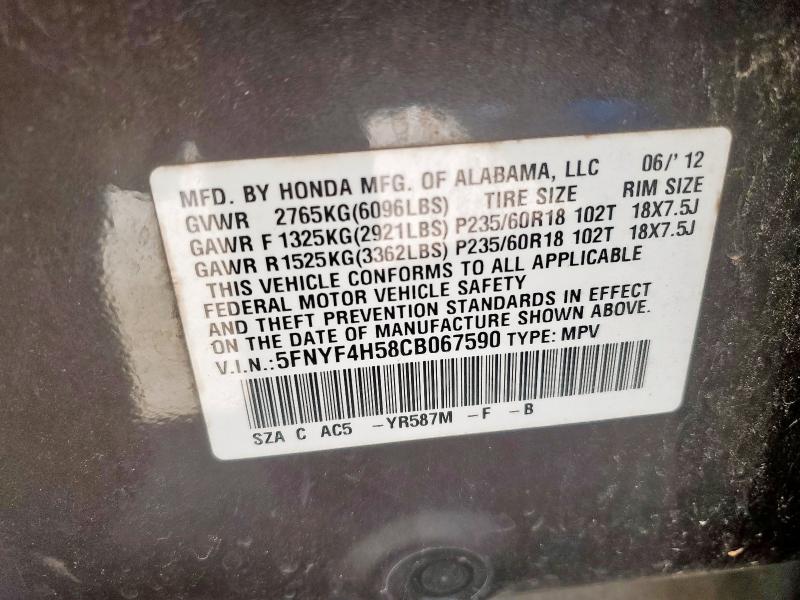 MFD. BY HONDA MFG. OF ALABAMA, LLC 06/'12
GVWR 2765KG(6096LBS) TIRE SIZE RIM SIZE
GAWR F 1325KG(2921LBS) P235/60R18 102T 18X7.5J
GAWR R 1525KG(3362LBS) P235/60R18 102T 18X7.5J
THIS VEHICLE CONFORMS TO ALL APPLICABLE
FEDERAL MOTOR VEHICLE SAFETY
AND THEFT PREVENTION STANDARDS IN EFFECT
ON THE DATE OF MANUFACTURE SHOWN ABOVE.
V.I.N.:5FNYF4H58CB067590 TYPE: MPV
SZA C AC5 -YR587M -F -B